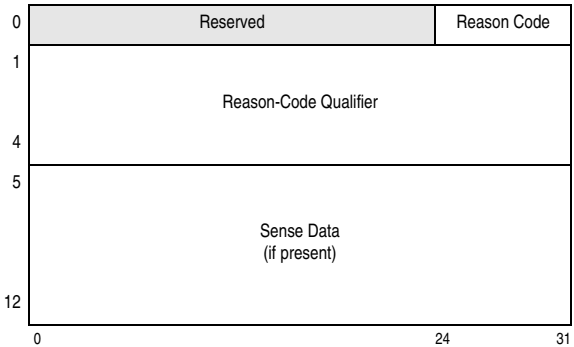 0 Reserved Reason Code
1
Reason-Code Qualifier
4
5
Sense Data
(if present)
12
0 24 31